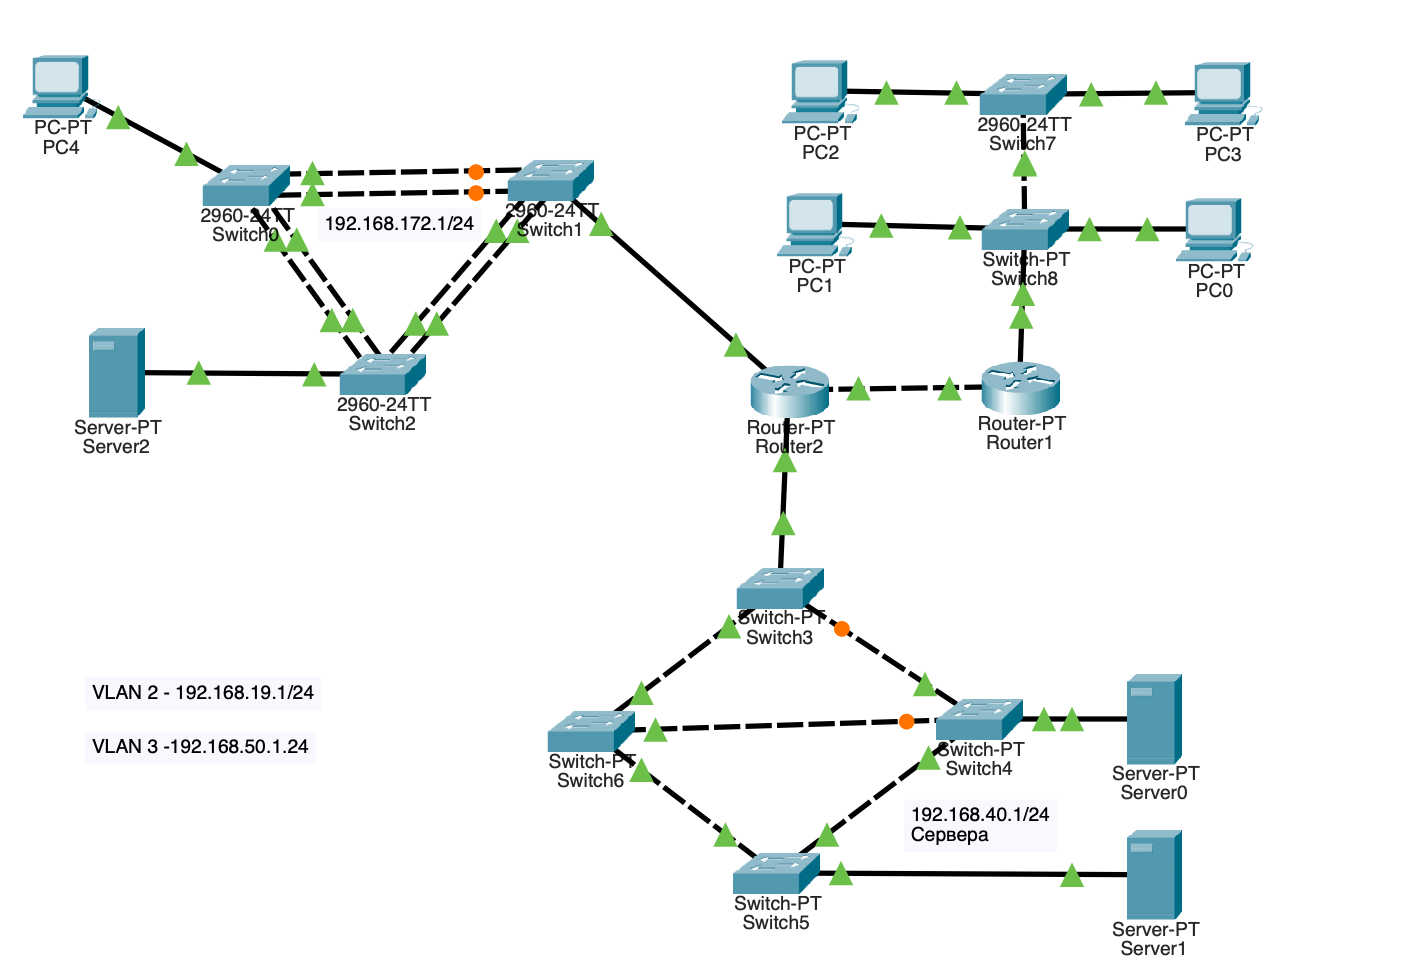 PC-PT
PC4
2960-24TT
Switch0
192.168.172.1/24
2960-24TT
Switch1
PC-PT
PC2
2960-24TT
Switch7
PC-PT
PC3
PC-PT
PC1
Switch-PT
Switch8
PC-PT
PC0
Server-PT
Server2
2960-24TT
Switch2
Router-PT
Router2
Router-PT
Router1
Switch-PT
Switch3
VLAN 2 - 192.168.19.1/24
VLAN 3 -192.168.50.1.24
Switch-PT
Switch6
Switch-PT
Switch4
Server-PT
Server0
192.168.40.1/24
Сервера
Switch-PT
Switch5
Server-PT
Server1